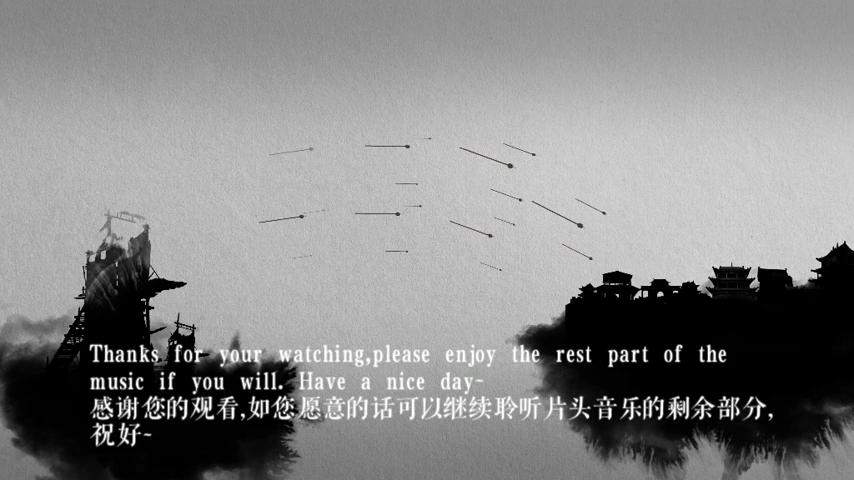 Thanks for your watching,please enjoy the rest part of the
music if you will. Have a nice day~
感谢您的观看,如您愿意的话可以继续聆听片头音乐的剩余部分,
祝好~